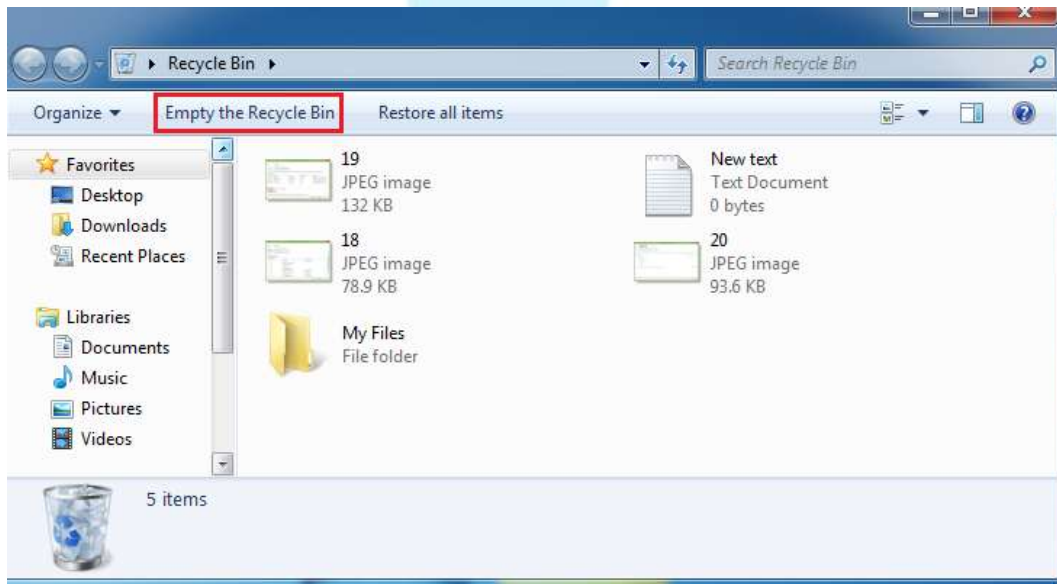 Recycle Bin
Search Recycle Bin
Organize
Empty the Recycle Bin
Restore all items
Favorites
Desktop
Downloads
Recent Places
Libraries
Documents
Music
Pictures
Videos
19
JPEG image
132 KB
New text
Text Document
0 bytes
18
JPEG image
78.9 KB
20
JPEG image
93.6 KB
My Files
File folder
5 items